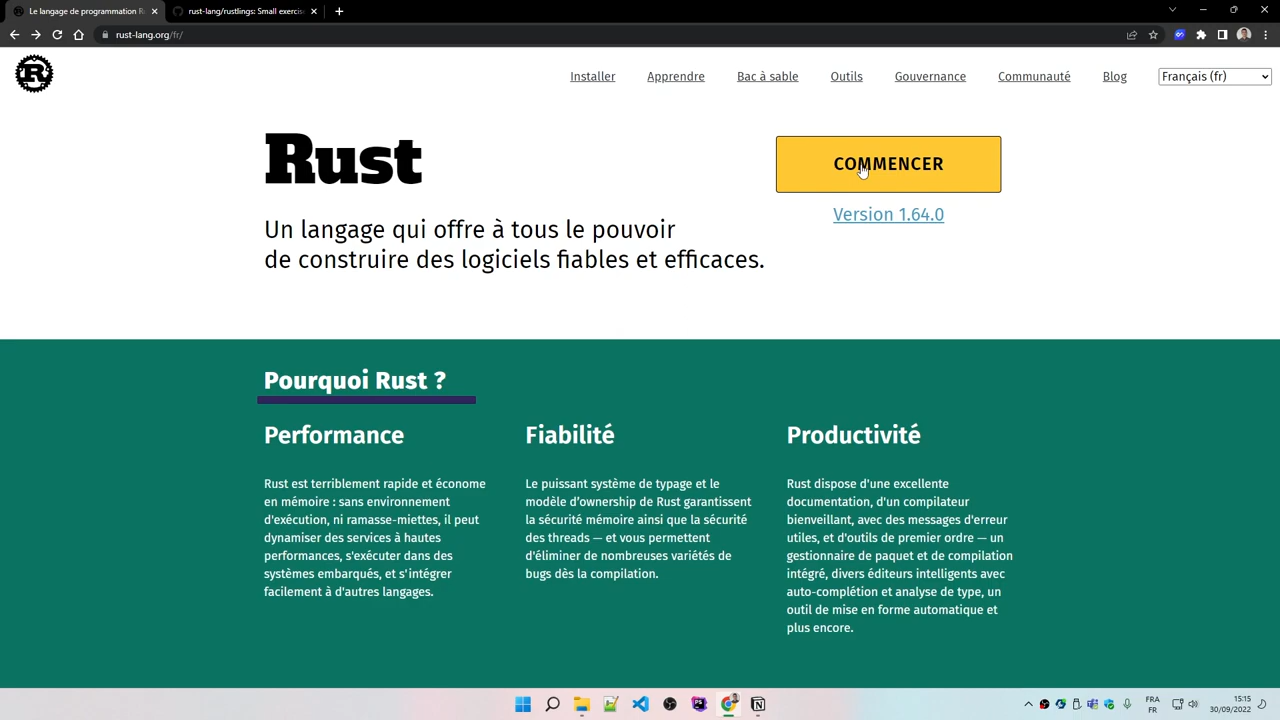 Le langage de programmation R
rust-lang/rustlings: Small exercise
rust-lang.org/fr/
Installer
Apprendre
Bac à sable
Outils
Gouvernance
Communauté
Blog
Français (fr)
Rust
COMMENCER
Version 1.64.0
Un langage qui offre à tous le pouvoir
de construire des logiciels fiables et efficaces.
Pourquoi Rust ?
Performance
Rust est terriblement rapide et économe
en mémoire : sans environnement
d'exécution, ni ramasse-miettes, il peut
dynamiser des services à hautes
performances, s'exécuter dans des
systèmes embarqués, et s'intégrer
facilement à d'autres langages.
Fiabilité
Le puissant système de typage et le
modèle d’ownership de Rust garantissent
la sécurité mémoire ainsi que la sécurité
des threads — et vous permettent
d'éliminer de nombreuses variétés de
bugs dès la compilation.
Productivité
Rust dispose d'une excellente
documentation, d'un compilateur
bienveillant, avec des messages d'erreur
utiles, et d'outils de premier ordre — un
gestionnaire de paquet et de compilation
intégré, divers éditeurs intelligents avec
auto-complétion et analyse de type, un
outil de mise en forme automatique et
plus encore.
FRA
FR
15:15
30/09/2022